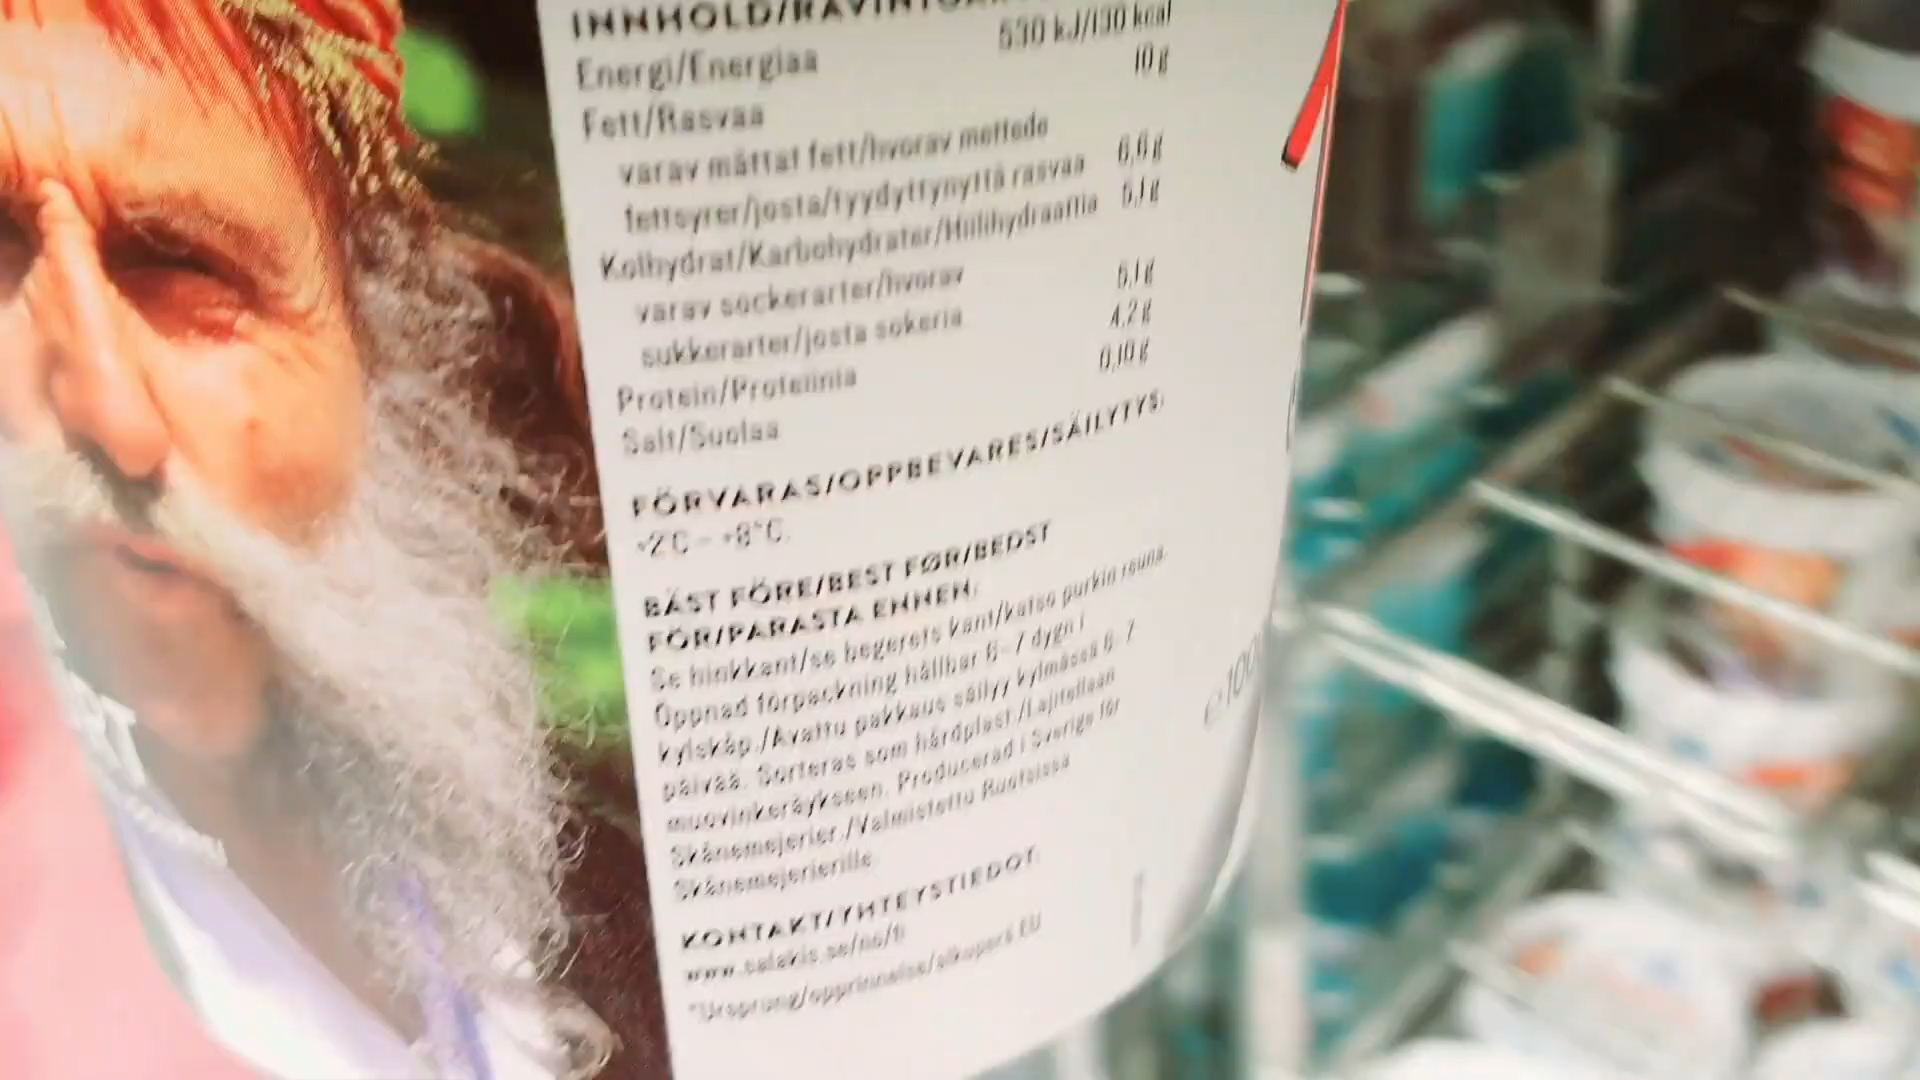 Energi/Energiaa 530 kJ/130 kcal
Fett/Rasvaa 10 g
varav mättat fett/hvorav mettede
fettsyrer/josta/tyydyttynyttä rasvaa 6,6 g
Kolhydrat/Karbohydrater/Hiilihydraattia 5,1 g
varav sockerarter/hvorav
sukkerarter/josta sokeria 5,1 g
Protein/Proteiinia 4,2 g
Salt/Suolaa 0,10 g
FÖRVARAS/OPPBEVARES/SÄILYTYS:
+2°C – +8°C.
BÄST FÖRE/BEST FØR/BEDST
FÖR/PARASTA ENNEN:
Se hinkkant/se begerets kant/katso purkin reuna.
Öppnad förpackning hållbar 6–7 dygn i
kylskåp./Avattu pakkaus säilyy kylmässä 6–7
päivää. Sorteras som hårdplast./Lajitellaan
muovinkeräykseen. Producerad i Sverige för
Skånemejerier./Valmistettu Ruotsissa
Skånemejerierille.
KONTAKT/YHTEYSTIEDOT:
www.salakis.se/no/fi
*Ursprung/opprinnelse/alkuperä EU